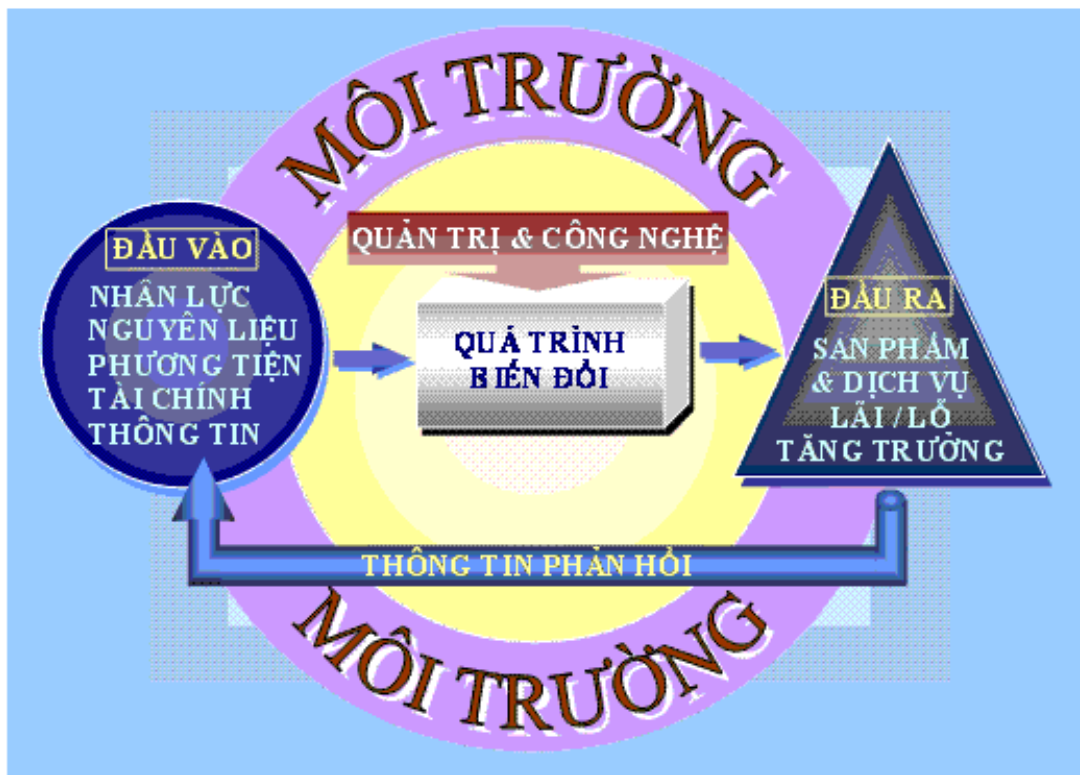 MÔI TRƯỜNG
QUẢN TRỊ & CÔNG NGHỆ
ĐẦU VÀO
NHÂN LỰC
NGUYÊN LIỆU
PHƯƠNG TIỆN
TÀI CHÍNH
THÔNG TIN
QUÁ TRÌNH
BIẾN ĐỔI
ĐẦU RA
SẢN PHẨM
& DỊCH VỤ
LÃI / LỖ
TĂNG TRƯỞNG
THÔNG TIN PHẢN HỒI
MÔI TRƯỜNG